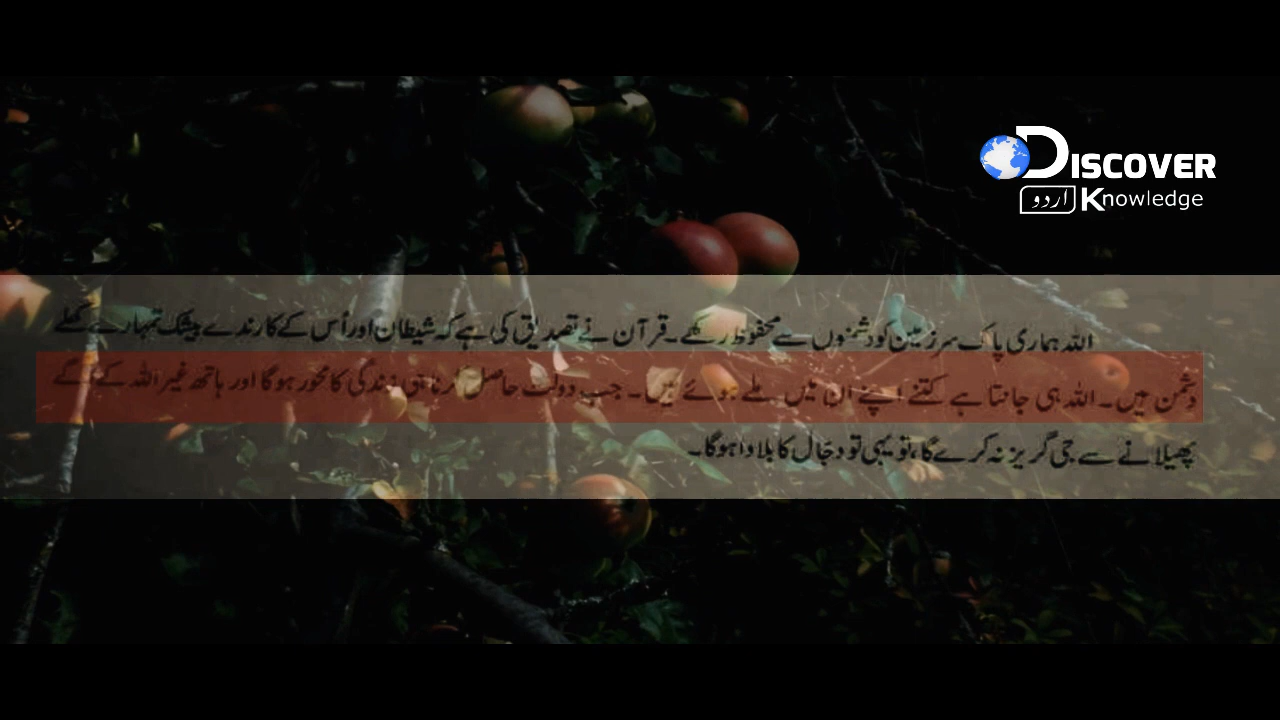 DISCOVER
اردو Knowledge
اللہ ہماری پاک سرزمین کو دشمنوں سے محفوظ رکھے۔ قرآن نے تصدیق کی ہے کہ شیطان اور اُس کے کارندے بیشک تمہارے کھلے
دشمن ہیں۔ اللہ ہی جانتا ہے کتنے اپنے ان میں ملے ہوئے ہیں۔ جب دولت حاصل کرنا ہی زندگی کا محور ہوگا اور ہاتھ غیر اللہ کے آگے
پھیلانے سے جی گریز نہ کرے گا، تو یہی تو دجّال کا بلاوا ہوگا۔